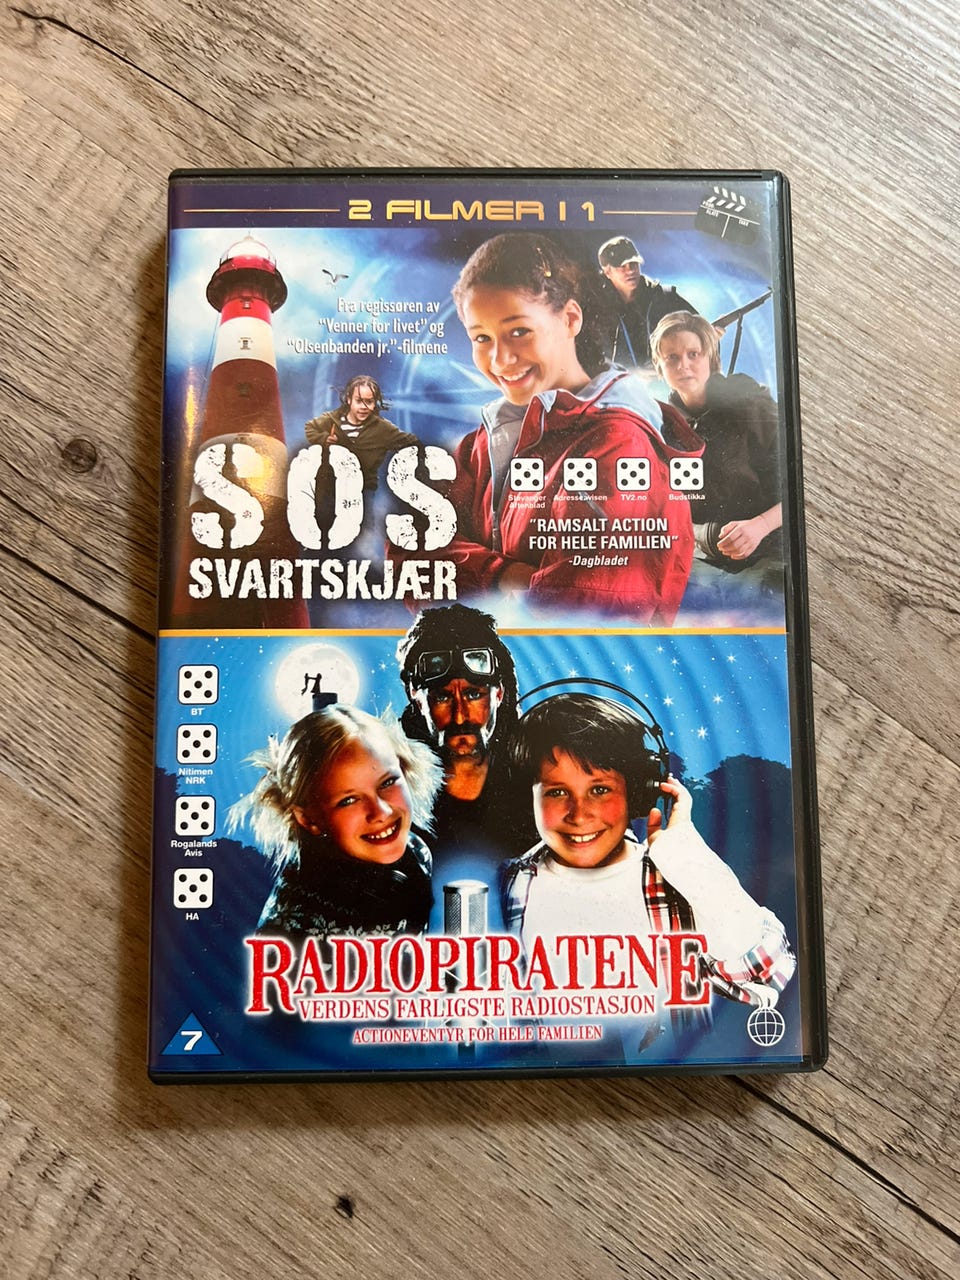 2 FILMER I 1
Fra regissøren av
"Venner for livet" og
"Olsenbanden jr."-filmene
SOS
SVARTSKJÆR
Stavanger
Aftenblad
Adresseavisen
TV2.no
Budstikka
"RAMSALT ACTION
FOR HELE FAMILIEN"
-Dagbladet
BT
Nitimen
NRK
Rogalands
Avis
HA
RADIOPIRATENE
VERDENS FARLIGSTE RADIOSTASJON
ACTIONEVENTYR FOR HELE FAMILIEN
7